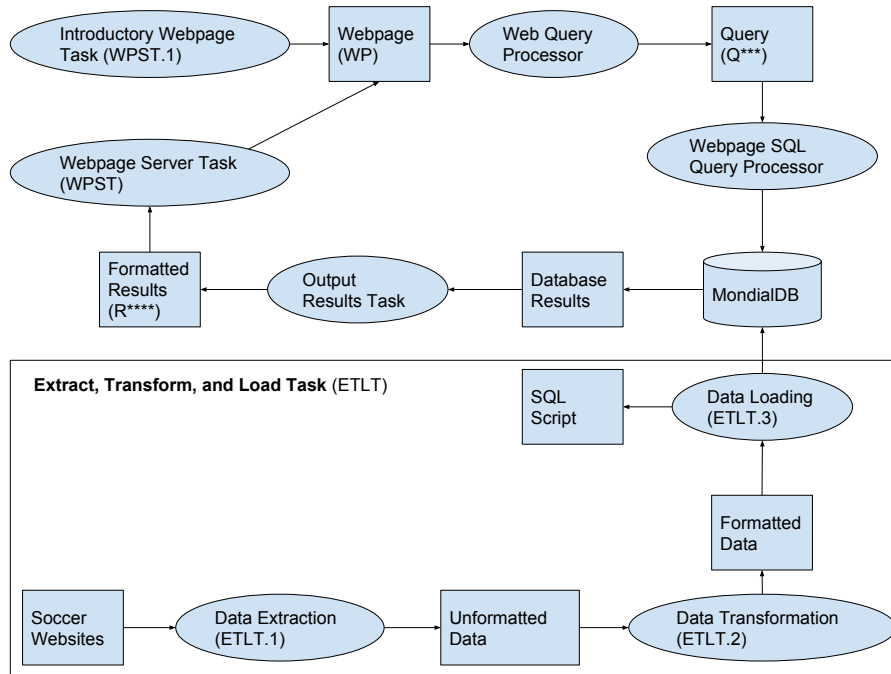 Introductory Webpage
Task (WPST.1)
Webpage
(WP)
Web Query
Processor
Query
(Q***)
Webpage Server Task
(WPST)
Webpage SQL
Query Processor
Formatted
Results
(R****)
Output
Results Task
Database
Results
MondialDB
Extract, Transform, and Load Task (ETLT)
SQL
Script
Data Loading
(ETLT.3)
Formatted
Data
Soccer
Websites
Data Extraction
(ETLT.1)
Unformatted
Data
Data Transformation
(ETLT.2)